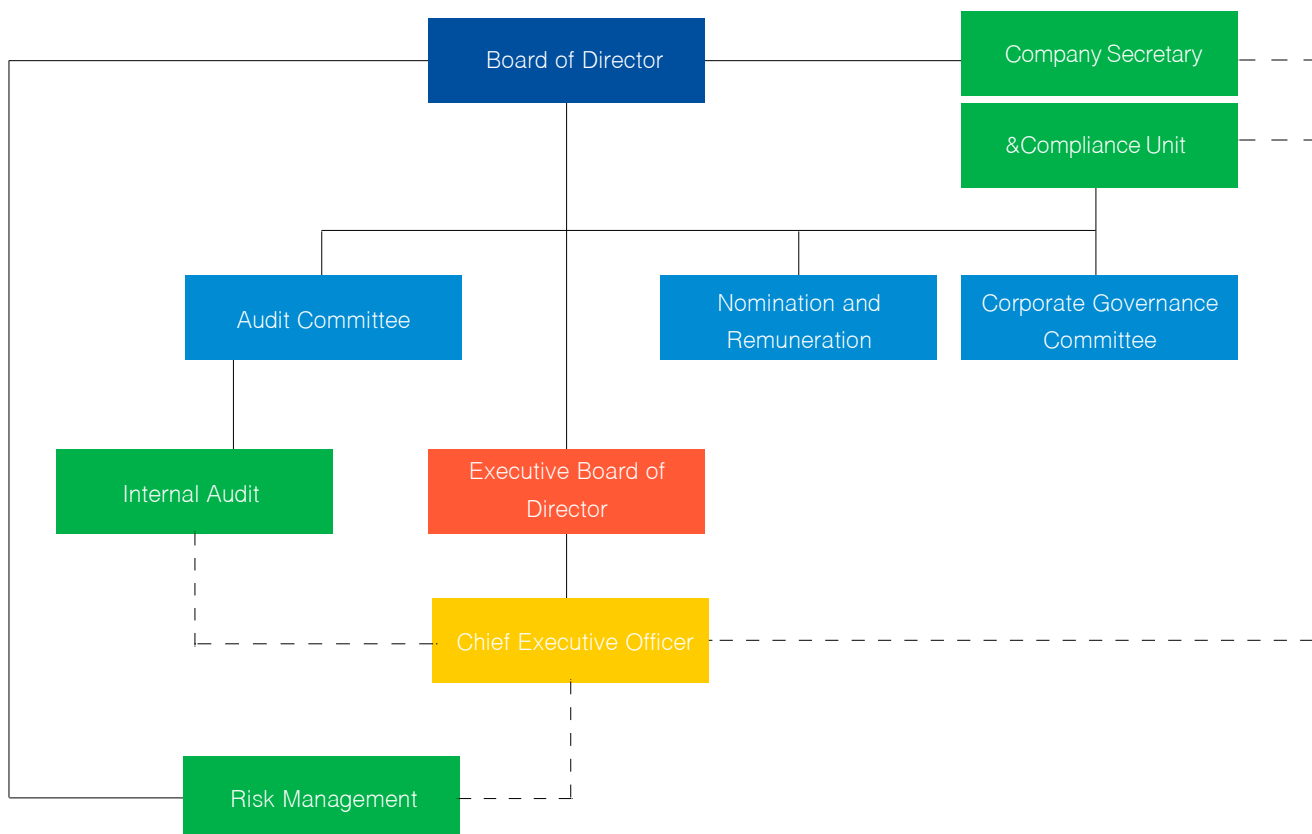 Board of Director
Company Secretary
&Compliance Unit
Audit Committee
Nomination and
Remuneration
Corporate Governance
Committee
Internal Audit
Executive Board of
Director
Chief Executive Officer
Risk Management